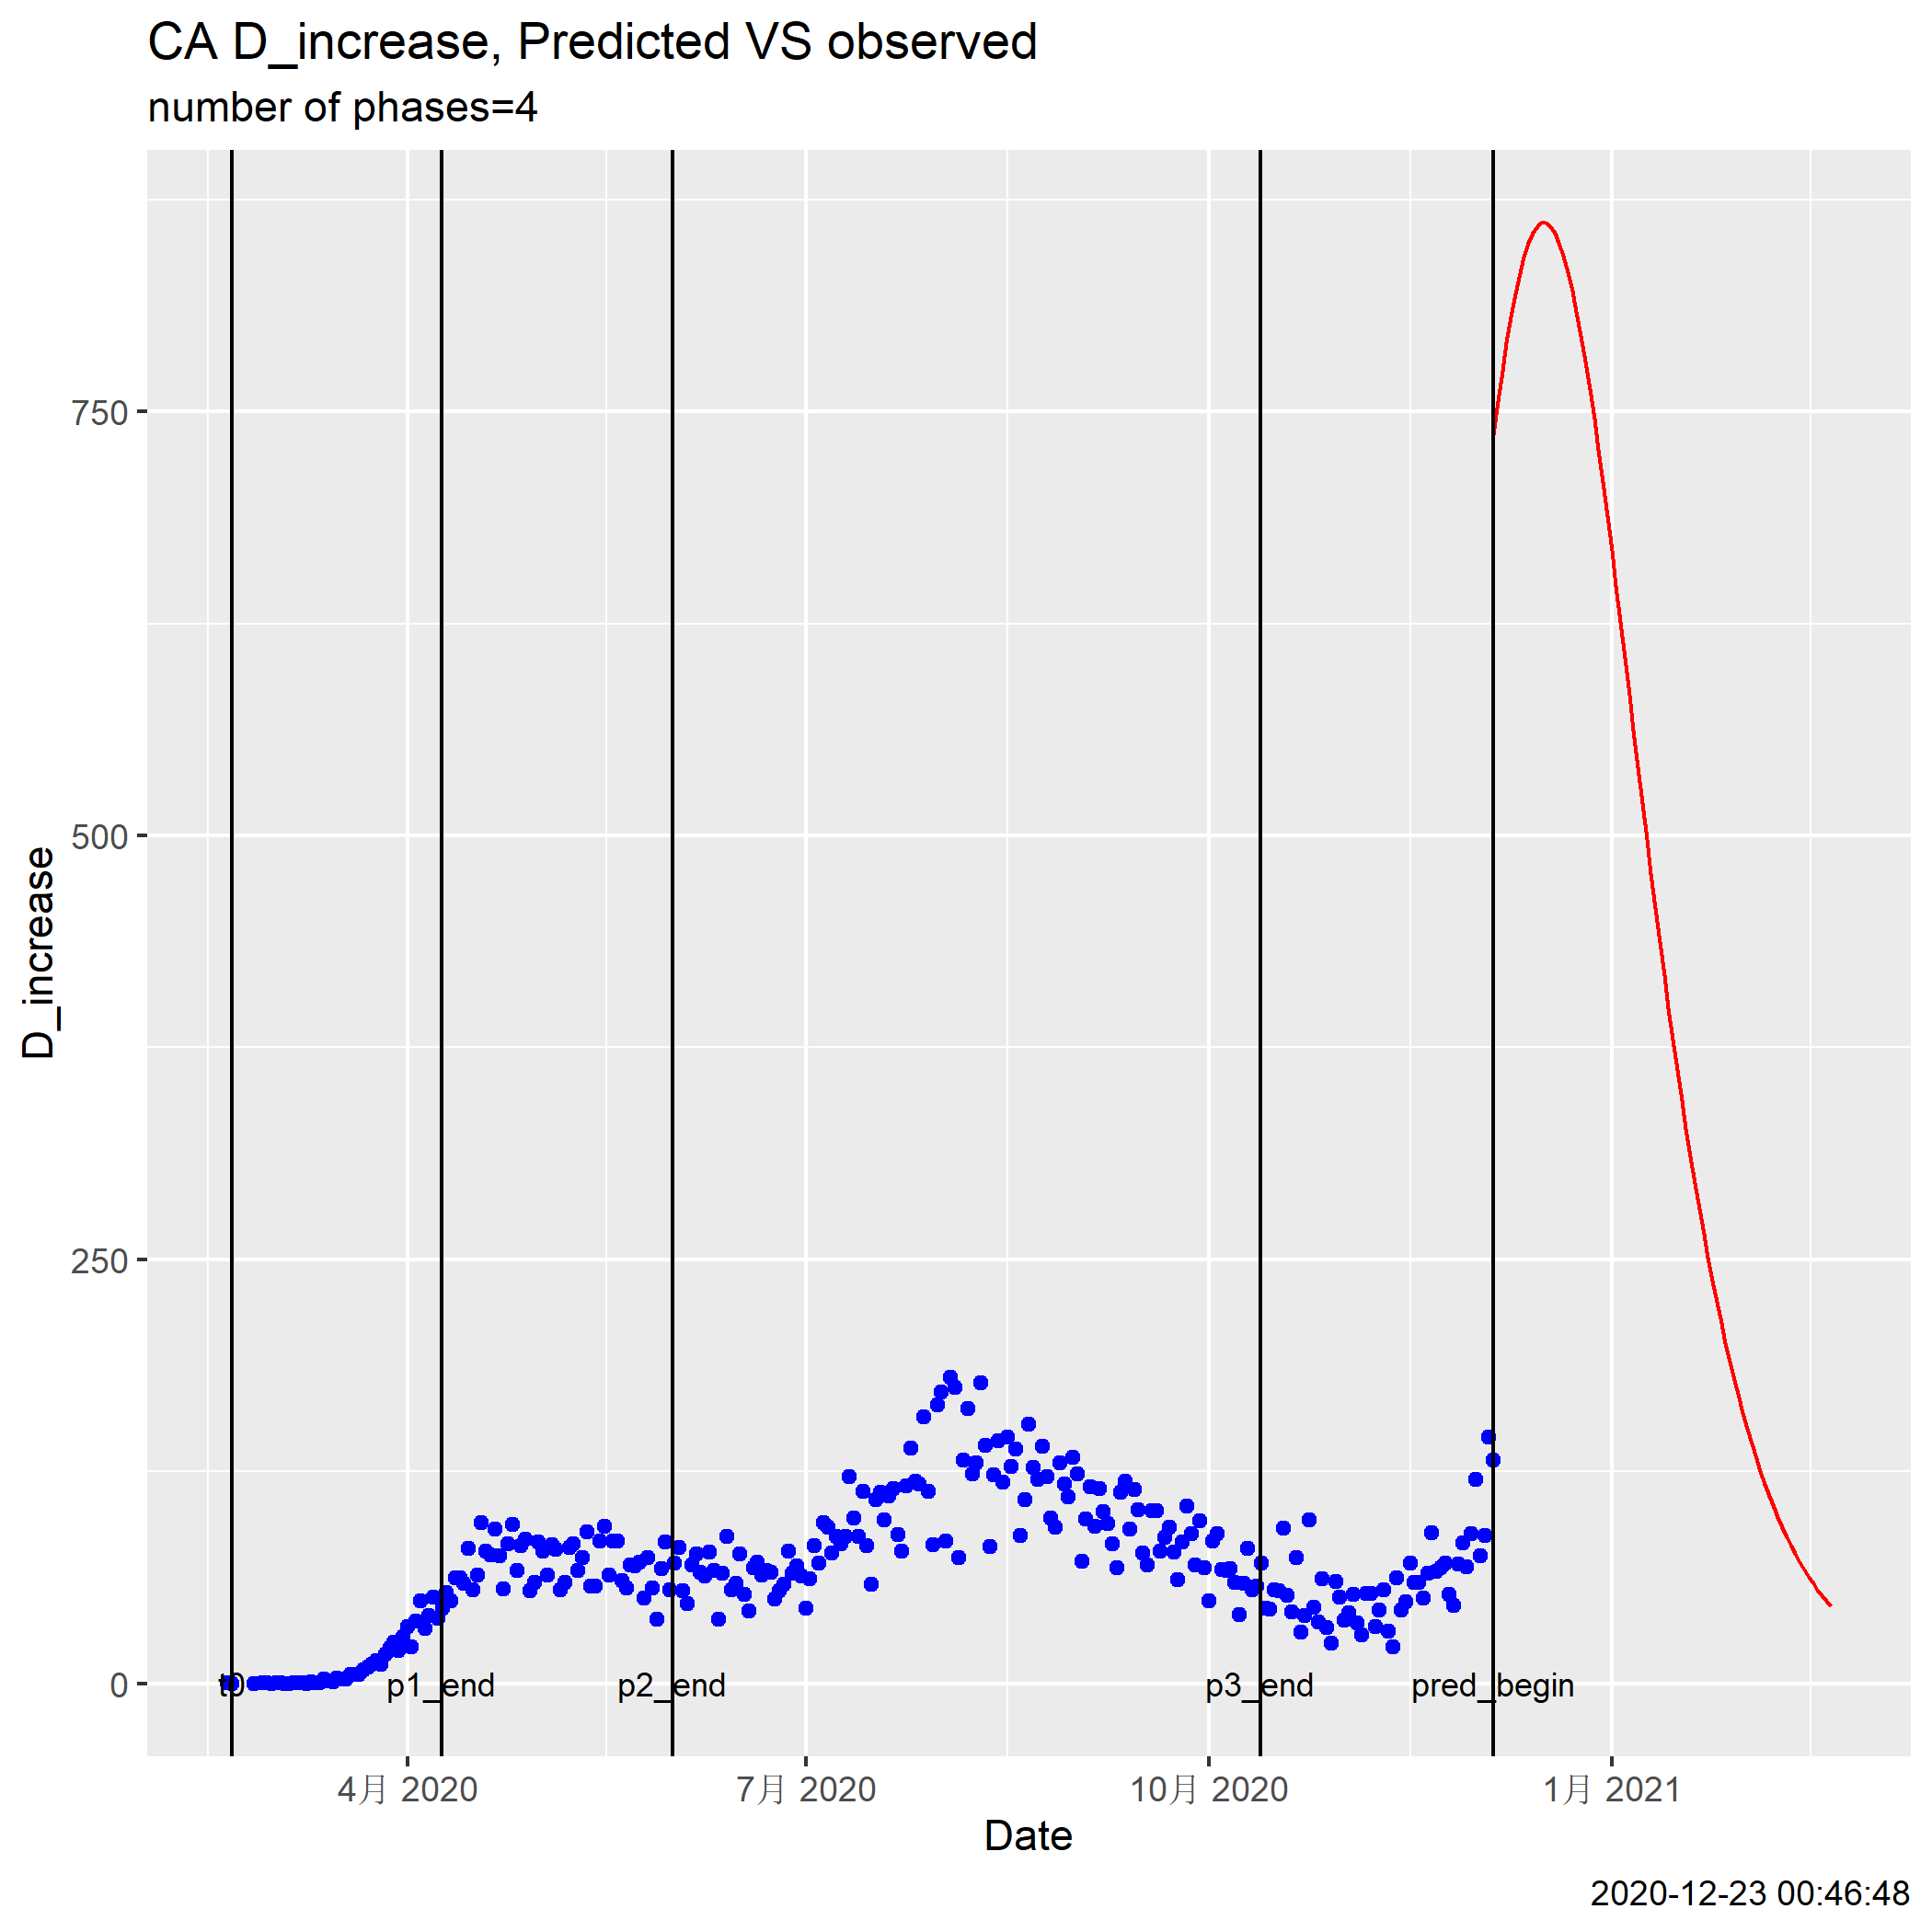 CA D_increase, Predicted VS observed
number of phases=4
D_increase
750
500
250
0
t0
p1_end
p2_end
p3_end
pred_begin
4月 2020
7月 2020
10月 2020
1月 2021
Date
2020-12-23 00:46:48